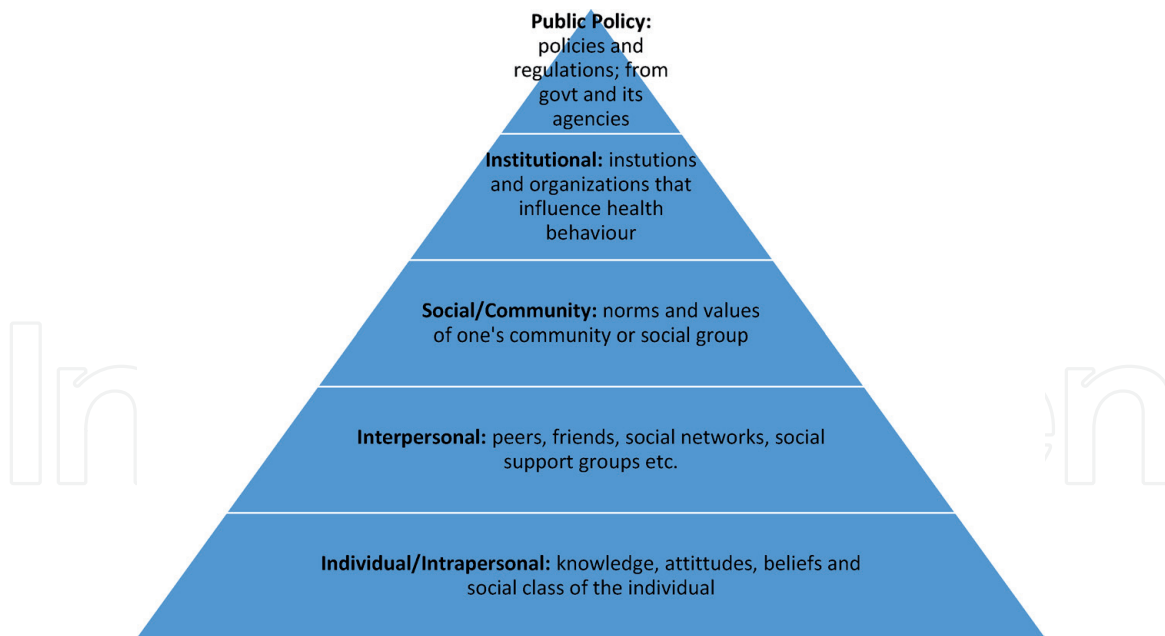 Public Policy:
policies and
regulations; from
govt and its
agencies
Institutional: instutions
and organizations that
influence health
behaviour
Social/Community: norms and values
of one's community or social group
Interpersonal: peers, friends, social networks, social
support groups etc.
Individual/Intrapersonal: knowledge, attittudes, beliefs and
social class of the individual